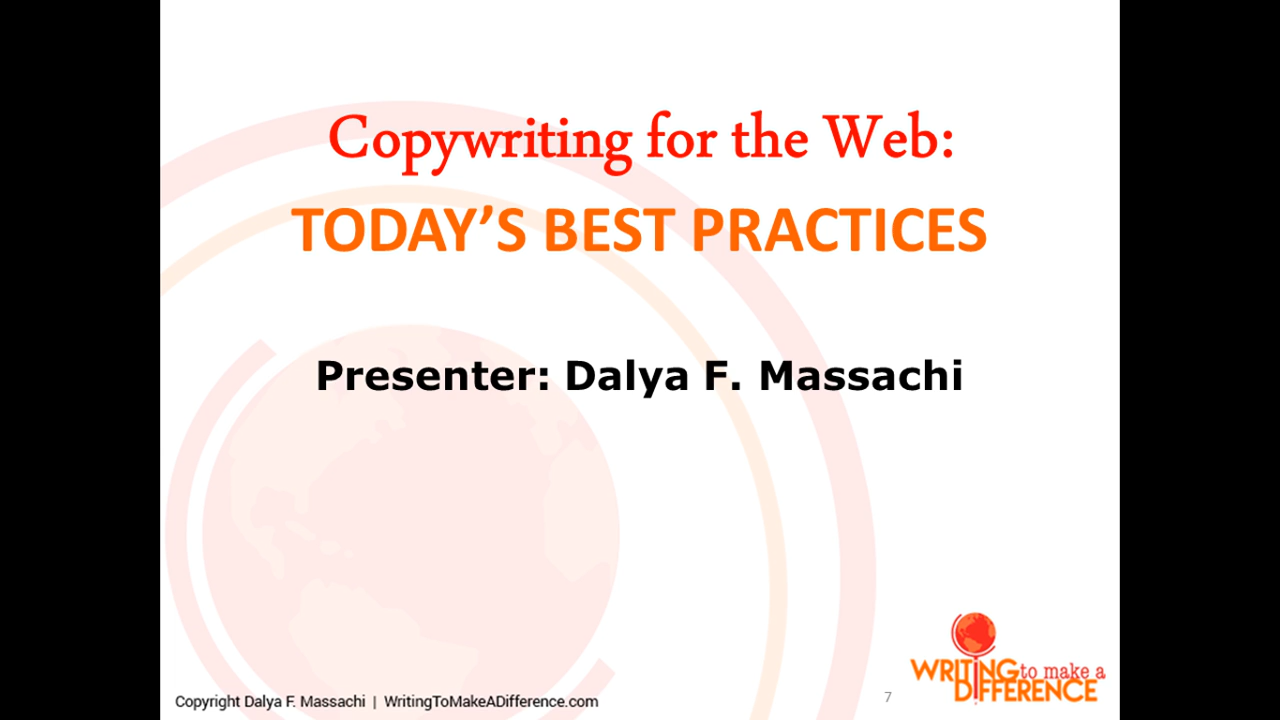 Copywriting for the Web:
TODAY’S BEST PRACTICES
Presenter: Dalya F. Massachi
WRITING to make a
DIFFERENCE
Copyright Dalya F. Massachi | WritingToMakeADifference.com
7